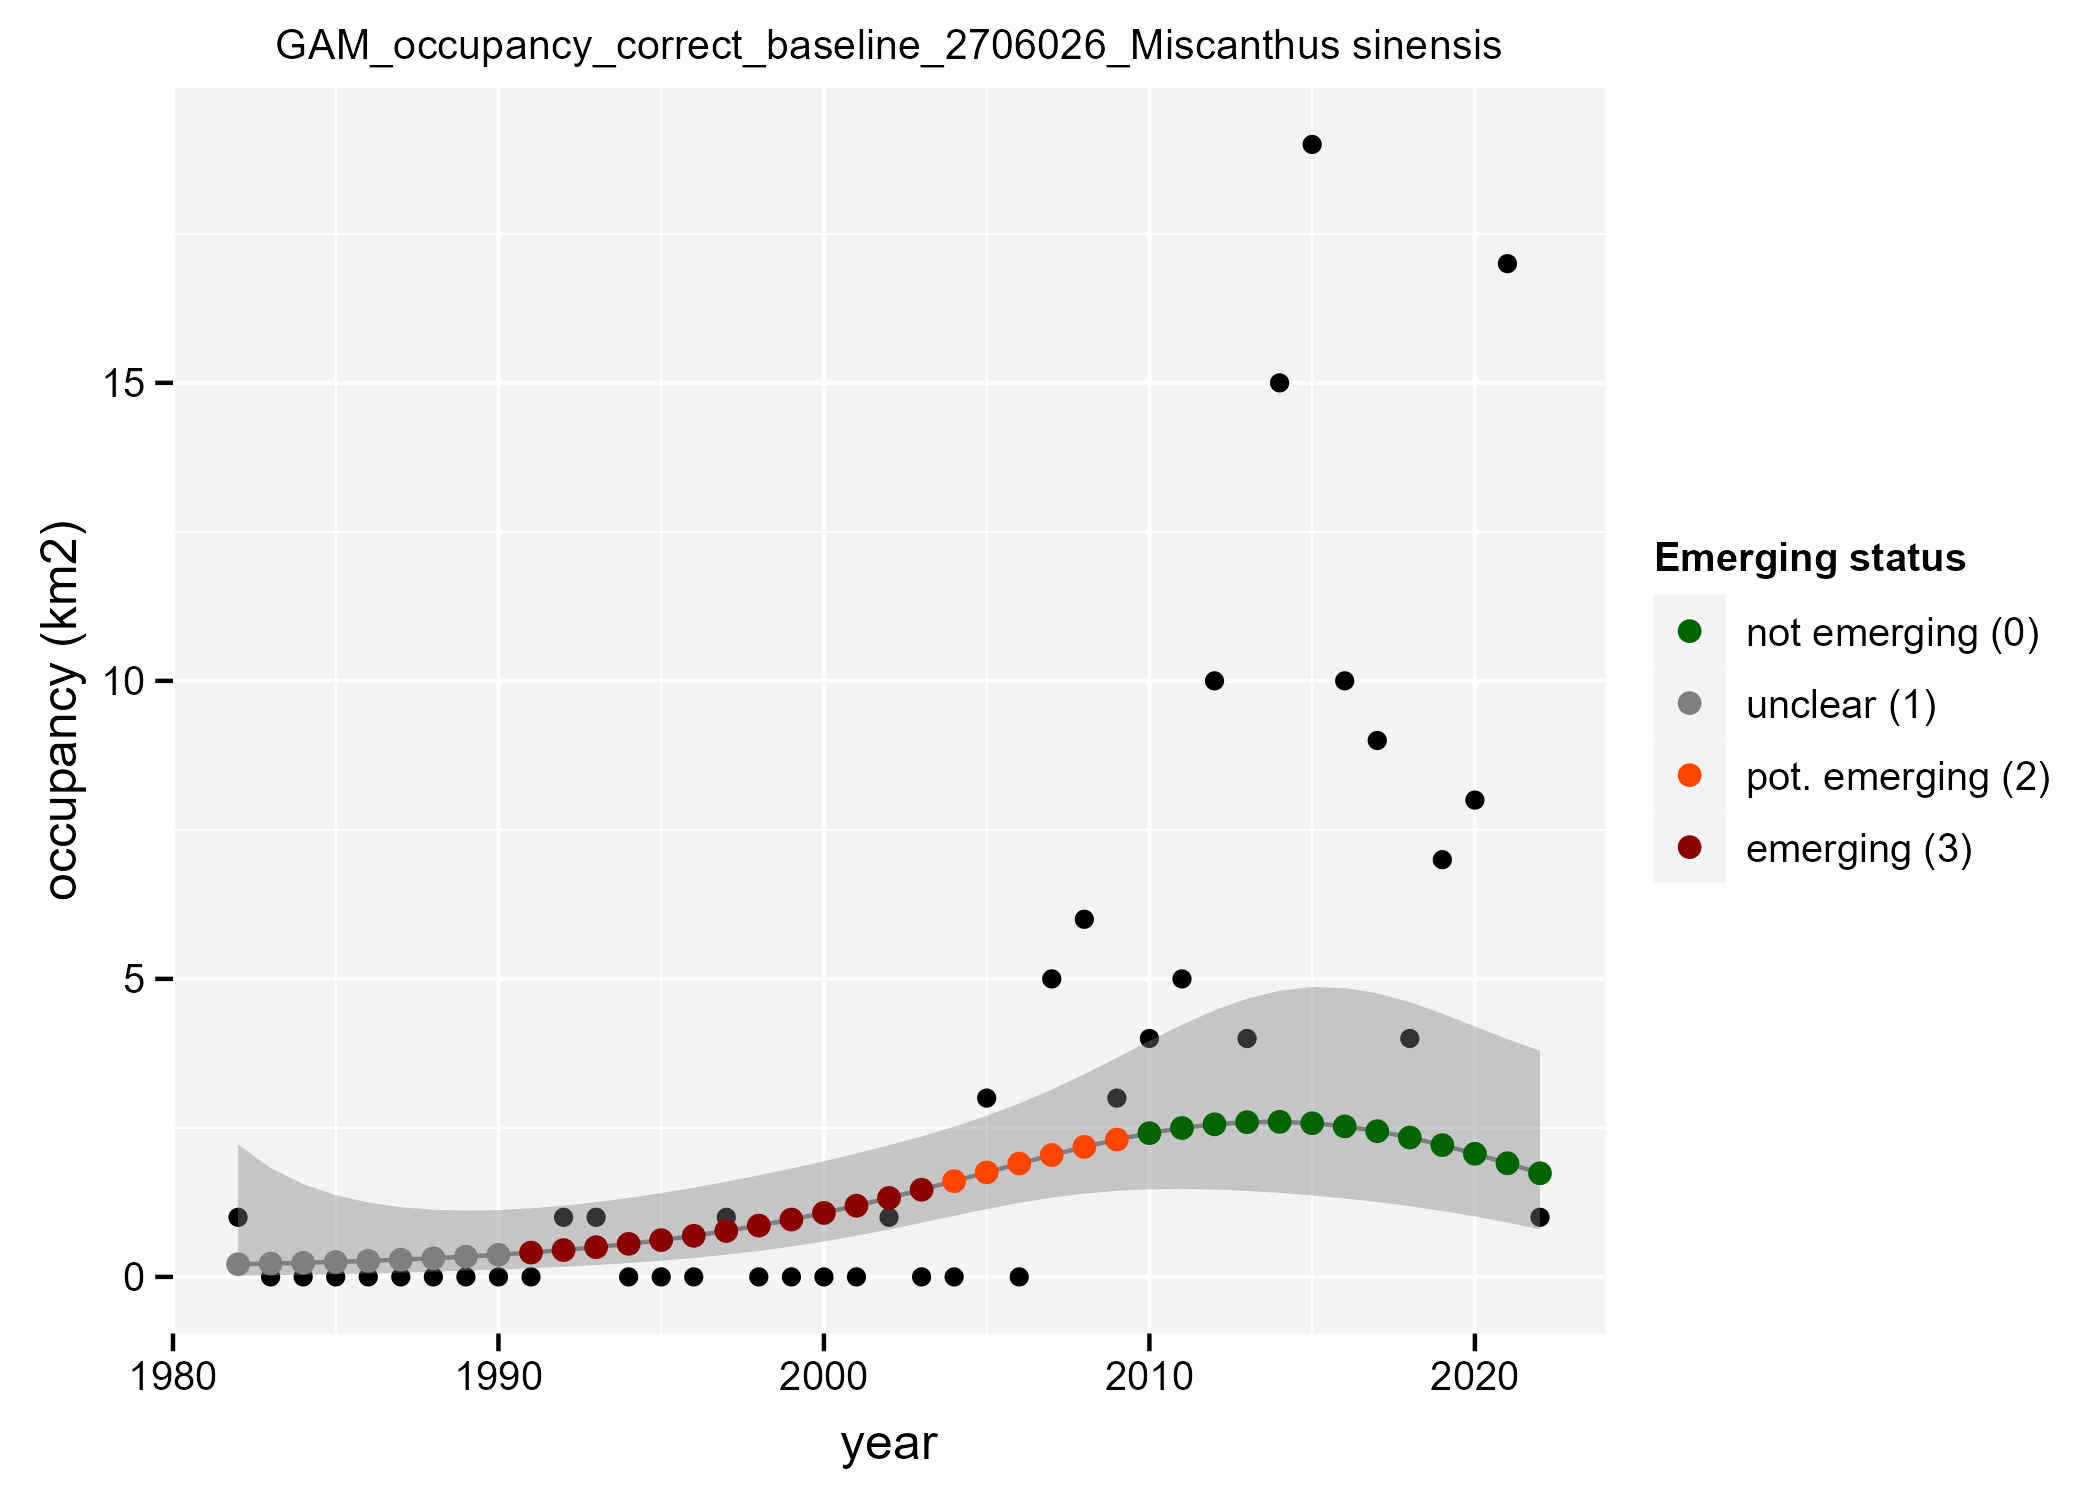 GAM_occupancy_correct_baseline_2706026_Miscanthus sinensis
occupancy (km2)
15
10
5
0
1980 1990 2000 2010 2020
year
Emerging status
not emerging (0)
unclear (1)
pot. emerging (2)
emerging (3)